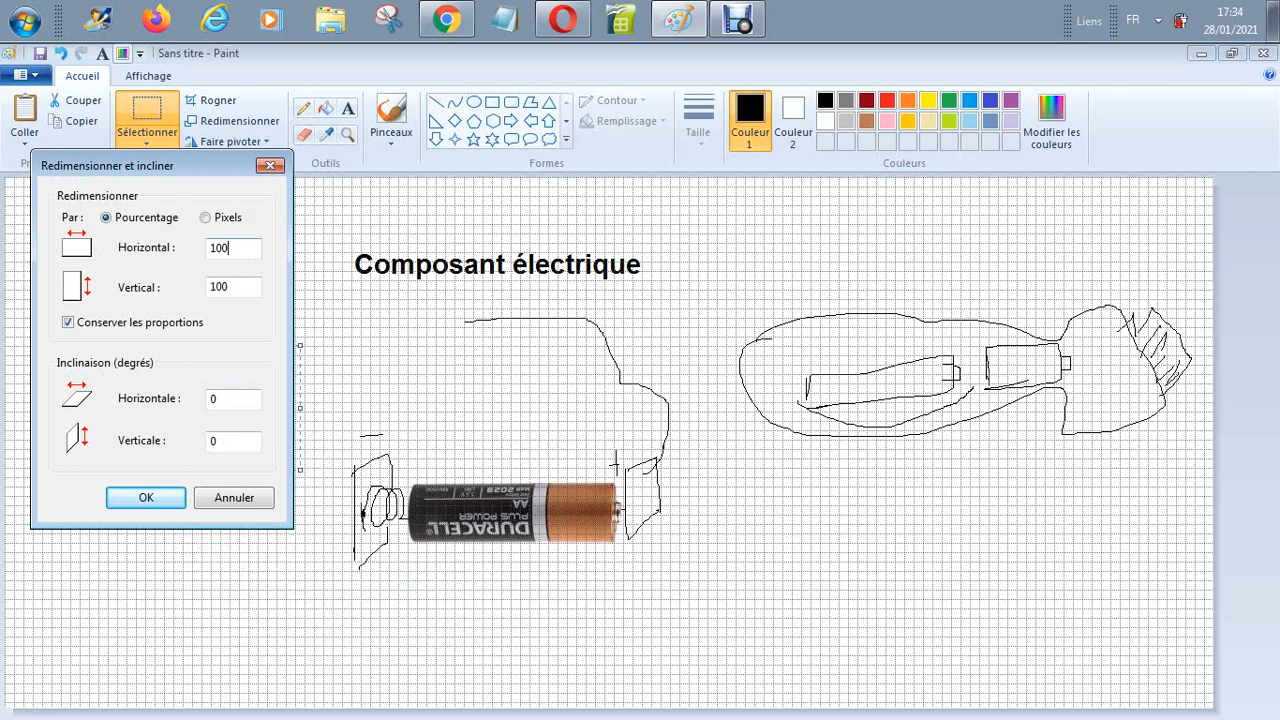 17:34
Liens
FR
28/01/2021
Sans titre - Paint
Accueil
Affichage
Couper
Coller
Copier
Sélectionner
Rogner
Redimensionner
Faire pivoter
A
Outils
Pinceaux
Contour
Remplissage
Formes
Taille
Couleur
1
Couleur
2
Modifier les
couleurs
Couleurs
Redimensionner et incliner
Redimensionner
Par :
Pourcentage
Pixels
Horizontal :
100
Vertical :
100
Conserver les proportions
Inclinaison (degrés)
Horizontale :
0
Verticale :
0
OK
Annuler
Composant électrique
DURACELL
PLUS POWER
AA
MAR 2028